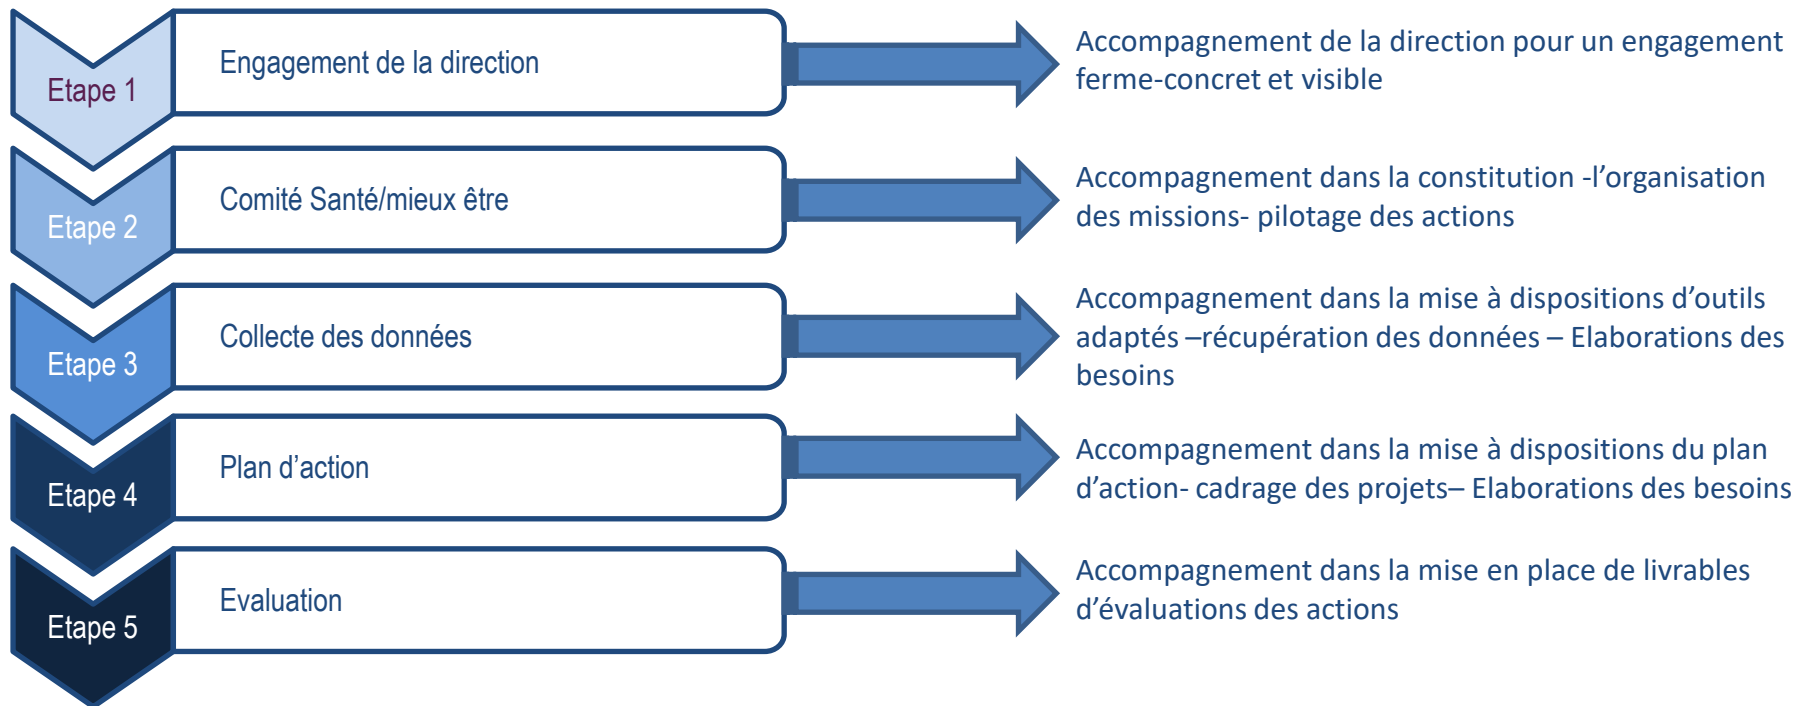 Etape 1
Engagement de la direction
Accompagnement de la direction pour un engagement
ferme-concret et visible
Etape 2
Comité Santé/mieux être
Accompagnement dans la constitution -l’organisation
des missions- pilotage des actions
Etape 3
Collecte des données
Accompagnement dans la mise à dispositions d’outils
adaptés –récupération des données – Elaborations des
besoins
Etape 4
Plan d’action
Accompagnement dans la mise à dispositions du plan
d’action- cadrage des projets– Elaborations des besoins
Etape 5
Evaluation
Accompagnement dans la mise en place de livrables
d’évaluations des actions